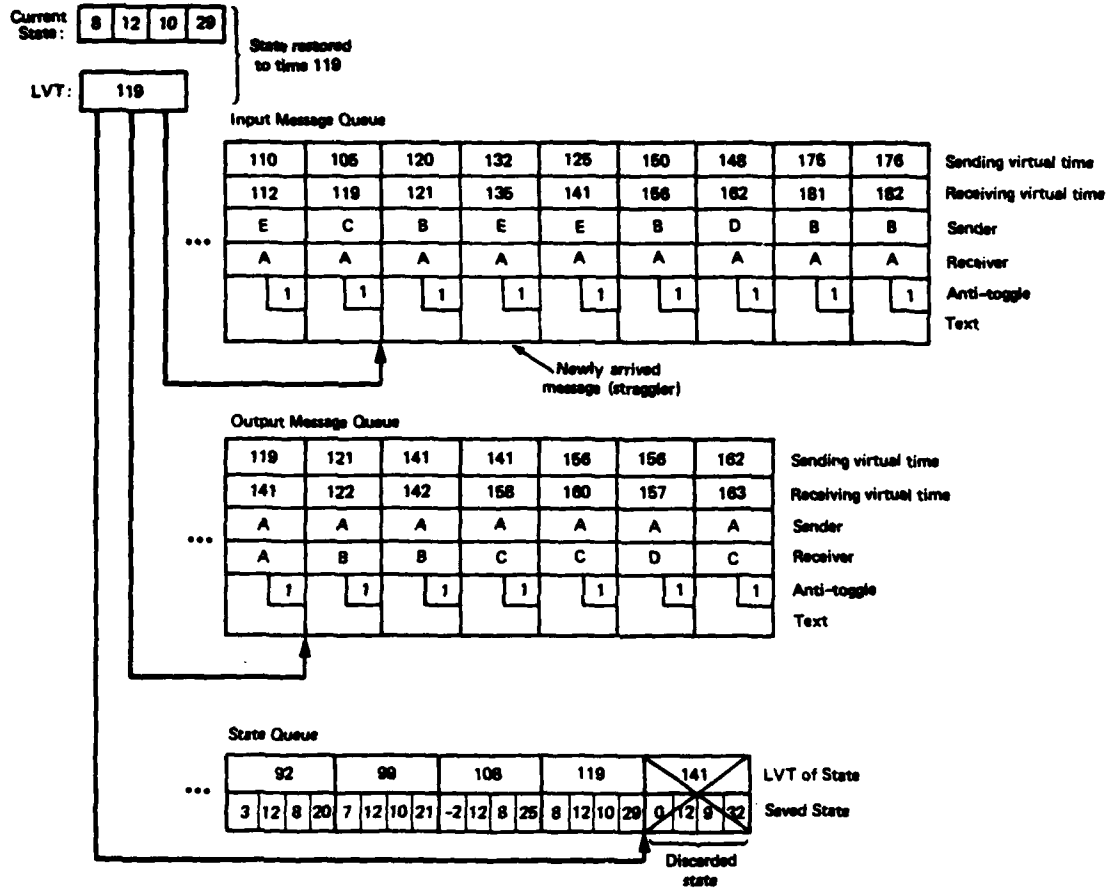 Current
State: 8 12 10 29
State restored
to time 119
LVT: 119
Input Message Queue
110 105 120 132 125 150 148 175 176 Sending virtual time
112 119 121 135 141 156 162 181 182 Receiving virtual time
... E C B E E B D B B Sender
A A A A A A A A A Receiver
1 1 1 1 1 1 1 1 1 Anti-toggle
Text
Newly arrived
message (straggler)
Output Message Queue
119 121 141 141 156 156 162 Sending virtual time
141 122 142 158 160 157 163 Receiving virtual time
... A A A A A A A Sender
A B B C C D C Receiver
1 1 1 1 1 1 1 Anti-toggle
Text
State Queue
... 92 99 108 119 141 LVT of State
3 12 8 20 7 12 10 21 -2 12 8 25 8 12 10 29 0 12 9 32 Saved State
Discarded
state